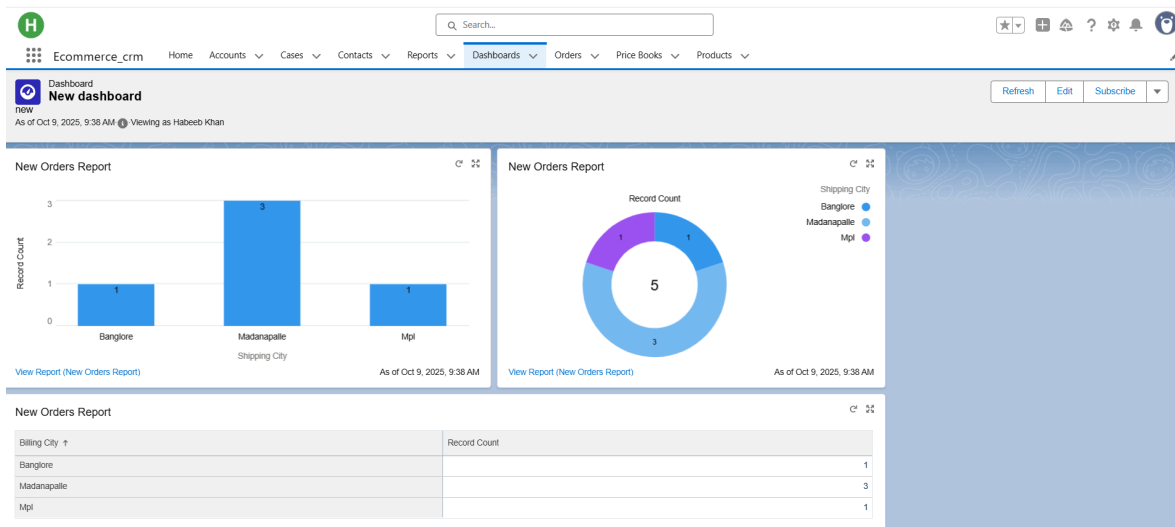 H
Search...
Ecommerce_crm Home Accounts Cases Contacts Reports Dashboards Orders Price Books Products
Dashboard
New dashboard
new
As of Oct 9, 2025, 9:38 AM Viewing as Habeeb Khan
Refresh Edit Subscribe
New Orders Report
3
2
1
0
Record Count
1
3
1
Banglore Madanapalle Mpl
Shipping City
View Report (New Orders Report) As of Oct 9, 2025, 9:38 AM
New Orders Report
Record Count
Shipping City
Banglore
Madanapalle
Mpl
1
1
5
3
View Report (New Orders Report) As of Oct 9, 2025, 9:38 AM
New Orders Report
Billing City ↑ Record Count
Banglore 1
Madanapalle 3
Mpl 1